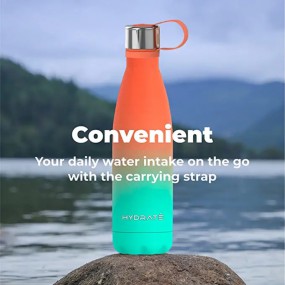 Convenient
Your daily water intake on the go
with the carrying strap
HYDRATE